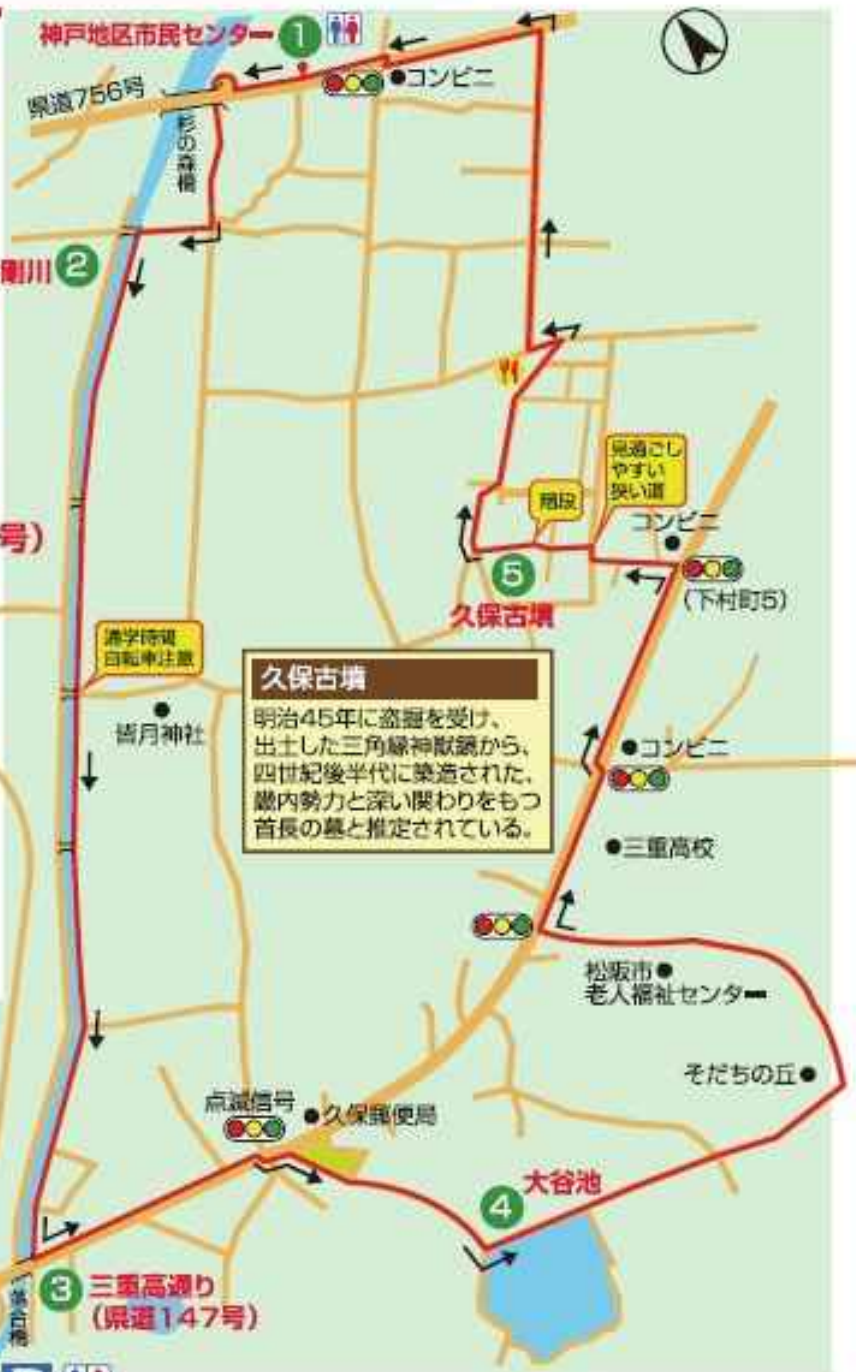 神戸地区市民センター
1
県道756号
コンビニ
杉の森橋
2
号)
見過ごし
やすい
狭い道
階段
コンビニ
(下村町5)
5
久保古墳
通学時間
自転車注意
皆月神社
久保古墳
明治45年に盗掘を受け、
出土した三角縁神獣鏡から、
四世紀後半代に築造された、
畿内勢力と深い関わりをもつ
首長の墓と推定されている。
コンビニ
三重高校
松阪市
老人福祉センター
そだちの丘
点滅信号
久保郵便局
4
大谷池
3
三重高通り
(県道147号)
落合橋